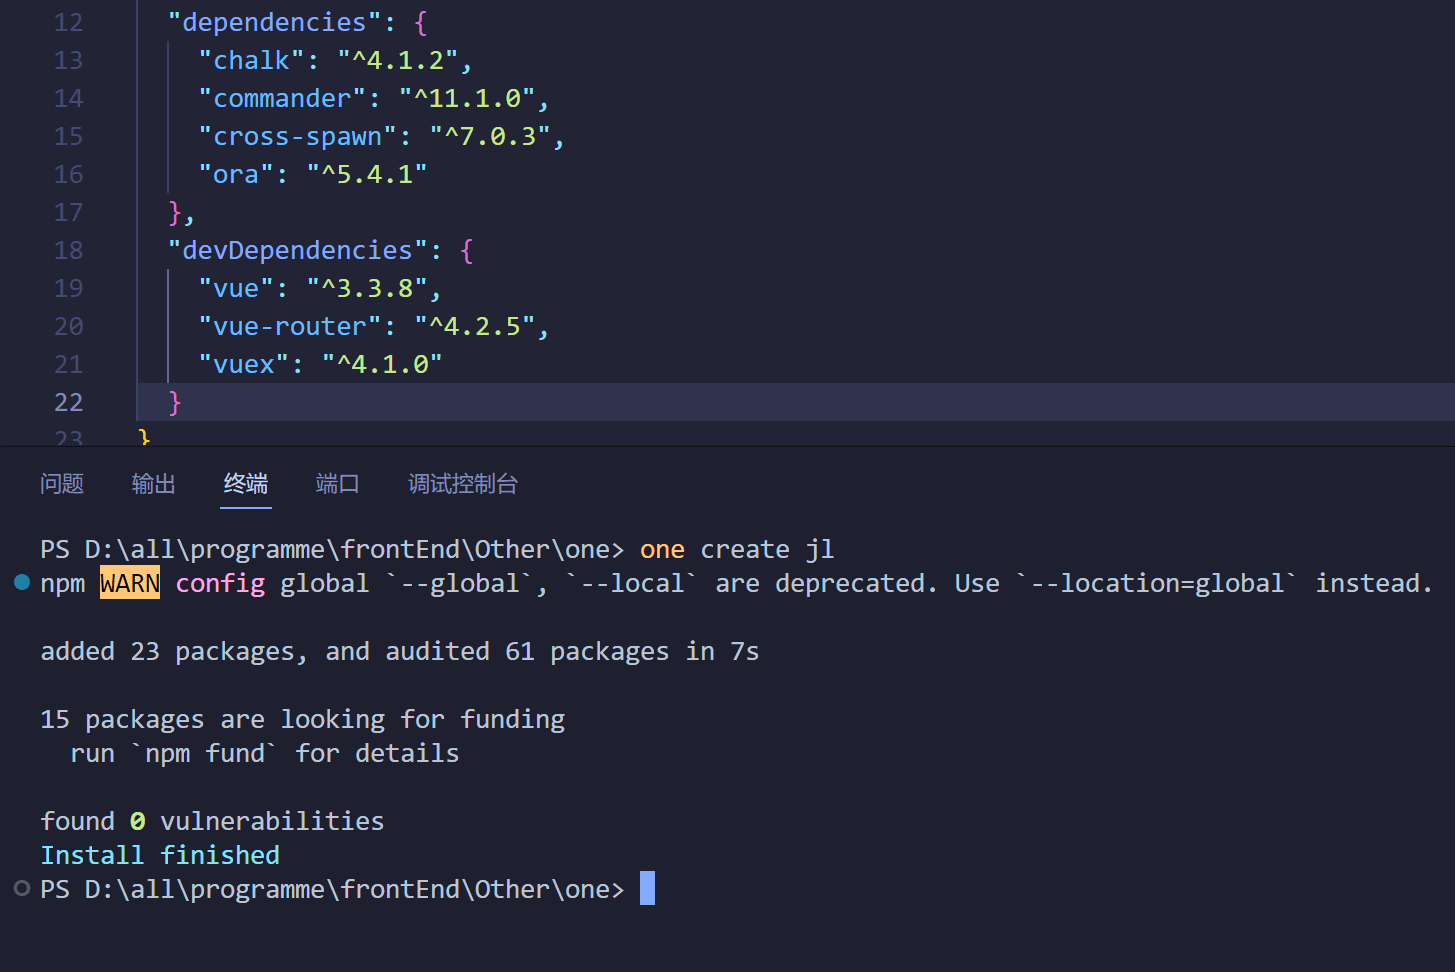 12 "dependencies": {
13 "chalk": "^4.1.2",
14 "commander": "^11.1.0",
15 "cross-spawn": "^7.0.3",
16 "ora": "^5.4.1"
17 },
18 "devDependencies": {
19 "vue": "^3.3.8",
20 "vue-router": "^4.2.5",
21 "vuex": "^4.1.0"
22 }
23 }
问题 输出 终端 端口 调试控制台
PS D:\all\programme\frontEnd\Other\one> one create jl
npm WARN config global `--global`, `--local` are deprecated. Use `--location=global` instead.
added 23 packages, and audited 61 packages in 7s
15 packages are looking for funding
run `npm fund` for details
found 0 vulnerabilities
Install finished
PS D:\all\programme\frontEnd\Other\one>